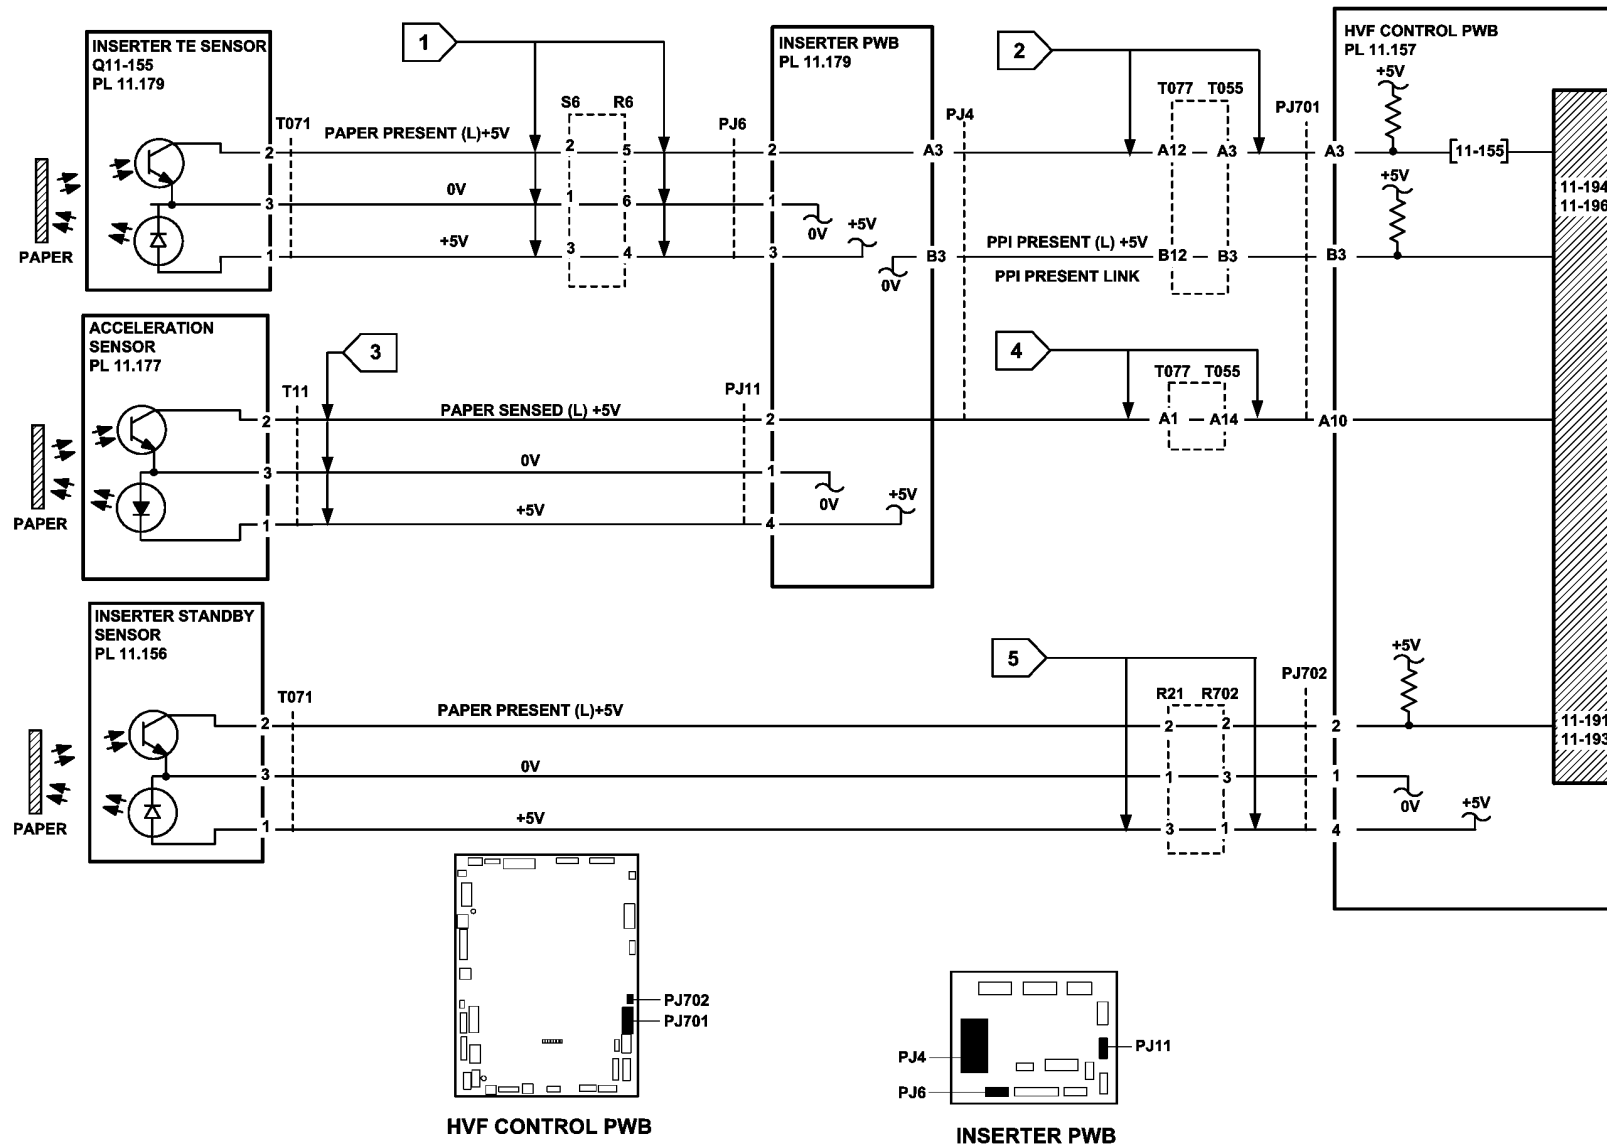 INSERTER TE SENSOR
Q11-155
PL 11.179
T071
PAPER PRESENT (L)+5V
0V
+5V
2
3
1
PAPER
1
S6 R6
2 5
1 6
3 4
PJ6
INSERTER PWB
PL 11.179
2
1
3
0V
+5V
0V
A3
B3
PJ4
2
T077 T055
A12 A3
PPI PRESENT (L) +5V
PPI PRESENT LINK
B12 B3
PJ701
HVF CONTROL PWB
PL 11.157
+5V
A3
11-155
+5V
B3
11-194
11-196
ACCELERATION
SENSOR
PL 11.177
T11
2
3
1
PAPER
3
PAPER SENSED (L) +5V
0V
+5V
PJ11
2
1
4
0V
+5V
4
T077 T055
A1 A14
A10
INSERTER STANDBY
SENSOR
PL 11.156
T071
2
3
1
PAPER
PAPER PRESENT (L)+5V
0V
+5V
5
R21 R702
2 2
1 3
3 1
PJ702
2
1
4
+5V
0V
+5V
11-191
11-193
PJ702
PJ701
HVF CONTROL PWB
PJ4
PJ6
PJ11
INSERTER PWB